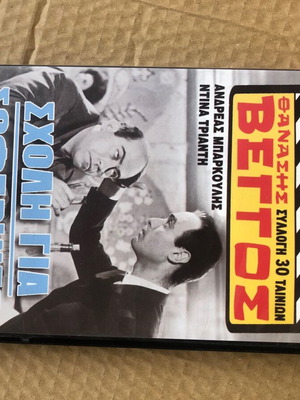 ΘΑΝΑΣΗΣ
ΒΕΓΓΟΣ
ΣΥΛΛΟΓΗ 30 ΤΑΙΝΙΩΝ
ΑΝΔΡΕΑΣ ΜΠΑΡΚΟΥΛΗΣ
ΝΤΙΝΑ ΤΡΙΑΝΤΗ
ΣΧΟΛΗ ΓΙΑ